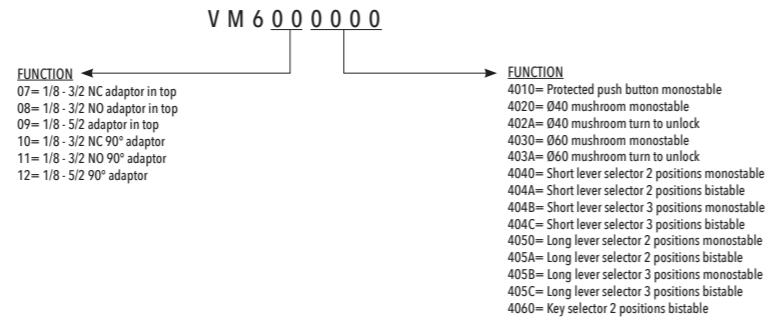 VM6000000
FUNCTION
07= 1/8 - 3/2 NC adaptor in top
08= 1/8 - 3/2 NO adaptor in top
09= 1/8 - 5/2 adaptor in top
10= 1/8 - 3/2 NC 90° adaptor
11= 1/8 - 3/2 NO 90° adaptor
12= 1/8 - 5/2 90° adaptor
FUNCTION
4010= Protected push button monostable
4020= Ø40 mushroom monostable
402A= Ø40 mushroom turn to unlock
4030= Ø60 mushroom monostable
403A= Ø60 mushroom turn to unlock
4040= Short lever selector 2 positions monostable
404A= Short lever selector 2 positions bistable
404B= Short lever selector 3 positions monostable
404C= Short lever selector 3 positions bistable
4050= Long lever selector 2 positions monostable
405A= Long lever selector 2 positions bistable
405B= Long lever selector 3 positions monostable
405C= Long lever selector 3 positions bistable
4060= Key selector 2 positions bistable